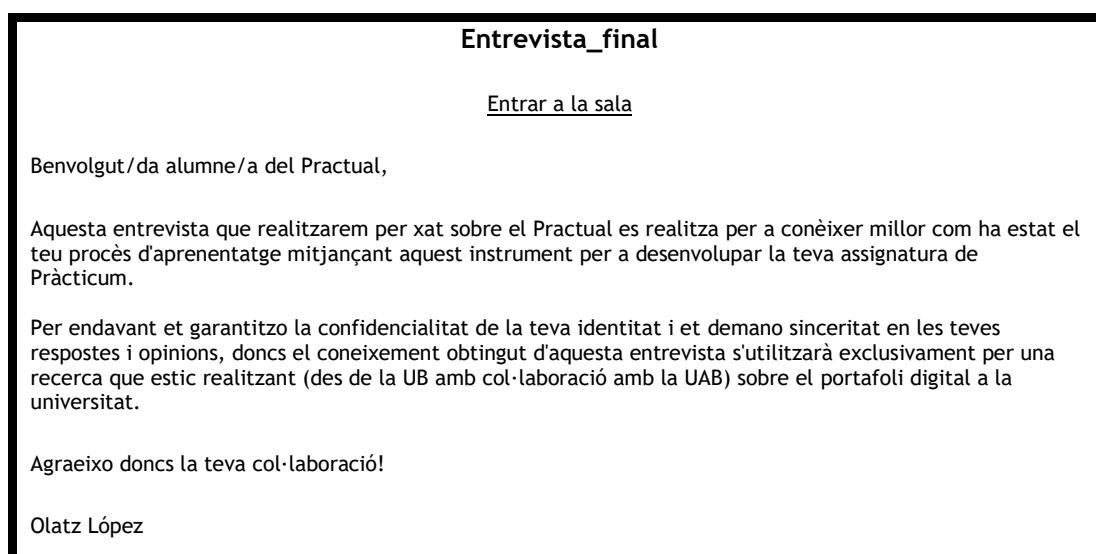 Entrevista_final
Entrar a la sala
Benvolgut/da alumne/a del Practual,
Aquesta entrevista que realitzarem per xat sobre el Practual es realitza per a conèixer millor com ha estat el
teu procès d'aprenentatge mitjançant aquest instrument per a desenvolupar la teva assignatura de
Pràcticum.
Per endavant et garantitzo la confidencialitat de la teva identitat i et demano sinceritat en les teves
respostes i opinions, doncs el coneixement obtingut d'aquesta entrevista s'utilitzarà exclusivament per una
recerca que estic realitzant (des de la UB amb col·laboració amb la UAB) sobre el portafoli digital a la
universitat.
Agraeixo doncs la teva col·laboració!
Olatz López